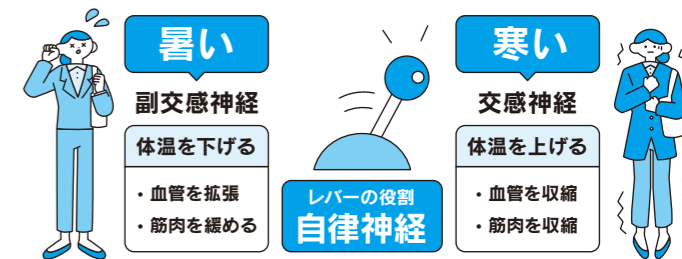 暑い
副交感神経
体温を下げる
・血管を拡張
・筋肉を緩める
レバーの役割
自律神経
寒い
交感神経
体温を上げる
・血管を収縮
・筋肉を収縮